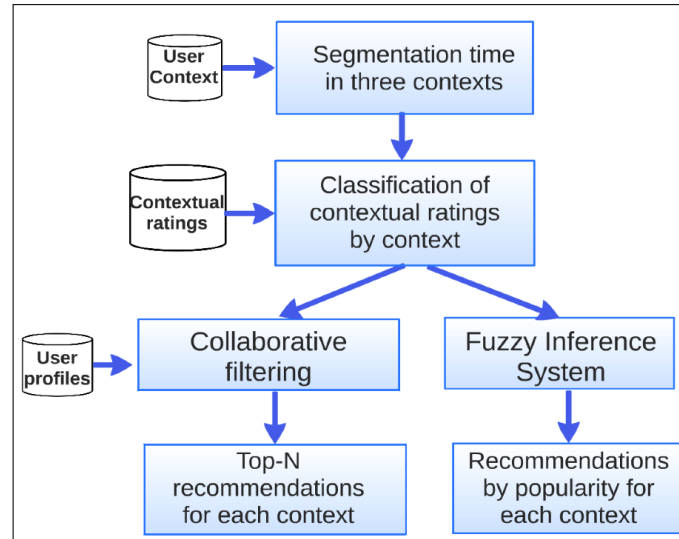 User
Context
Segmentation time
in three contexts
Contextual
ratings
Classification of
contextual ratings
by context
User
profiles
Collaborative
filtering
Fuzzy Inference
System
Top-N
recommendations
for each context
Recommendations
by popularity for
each context